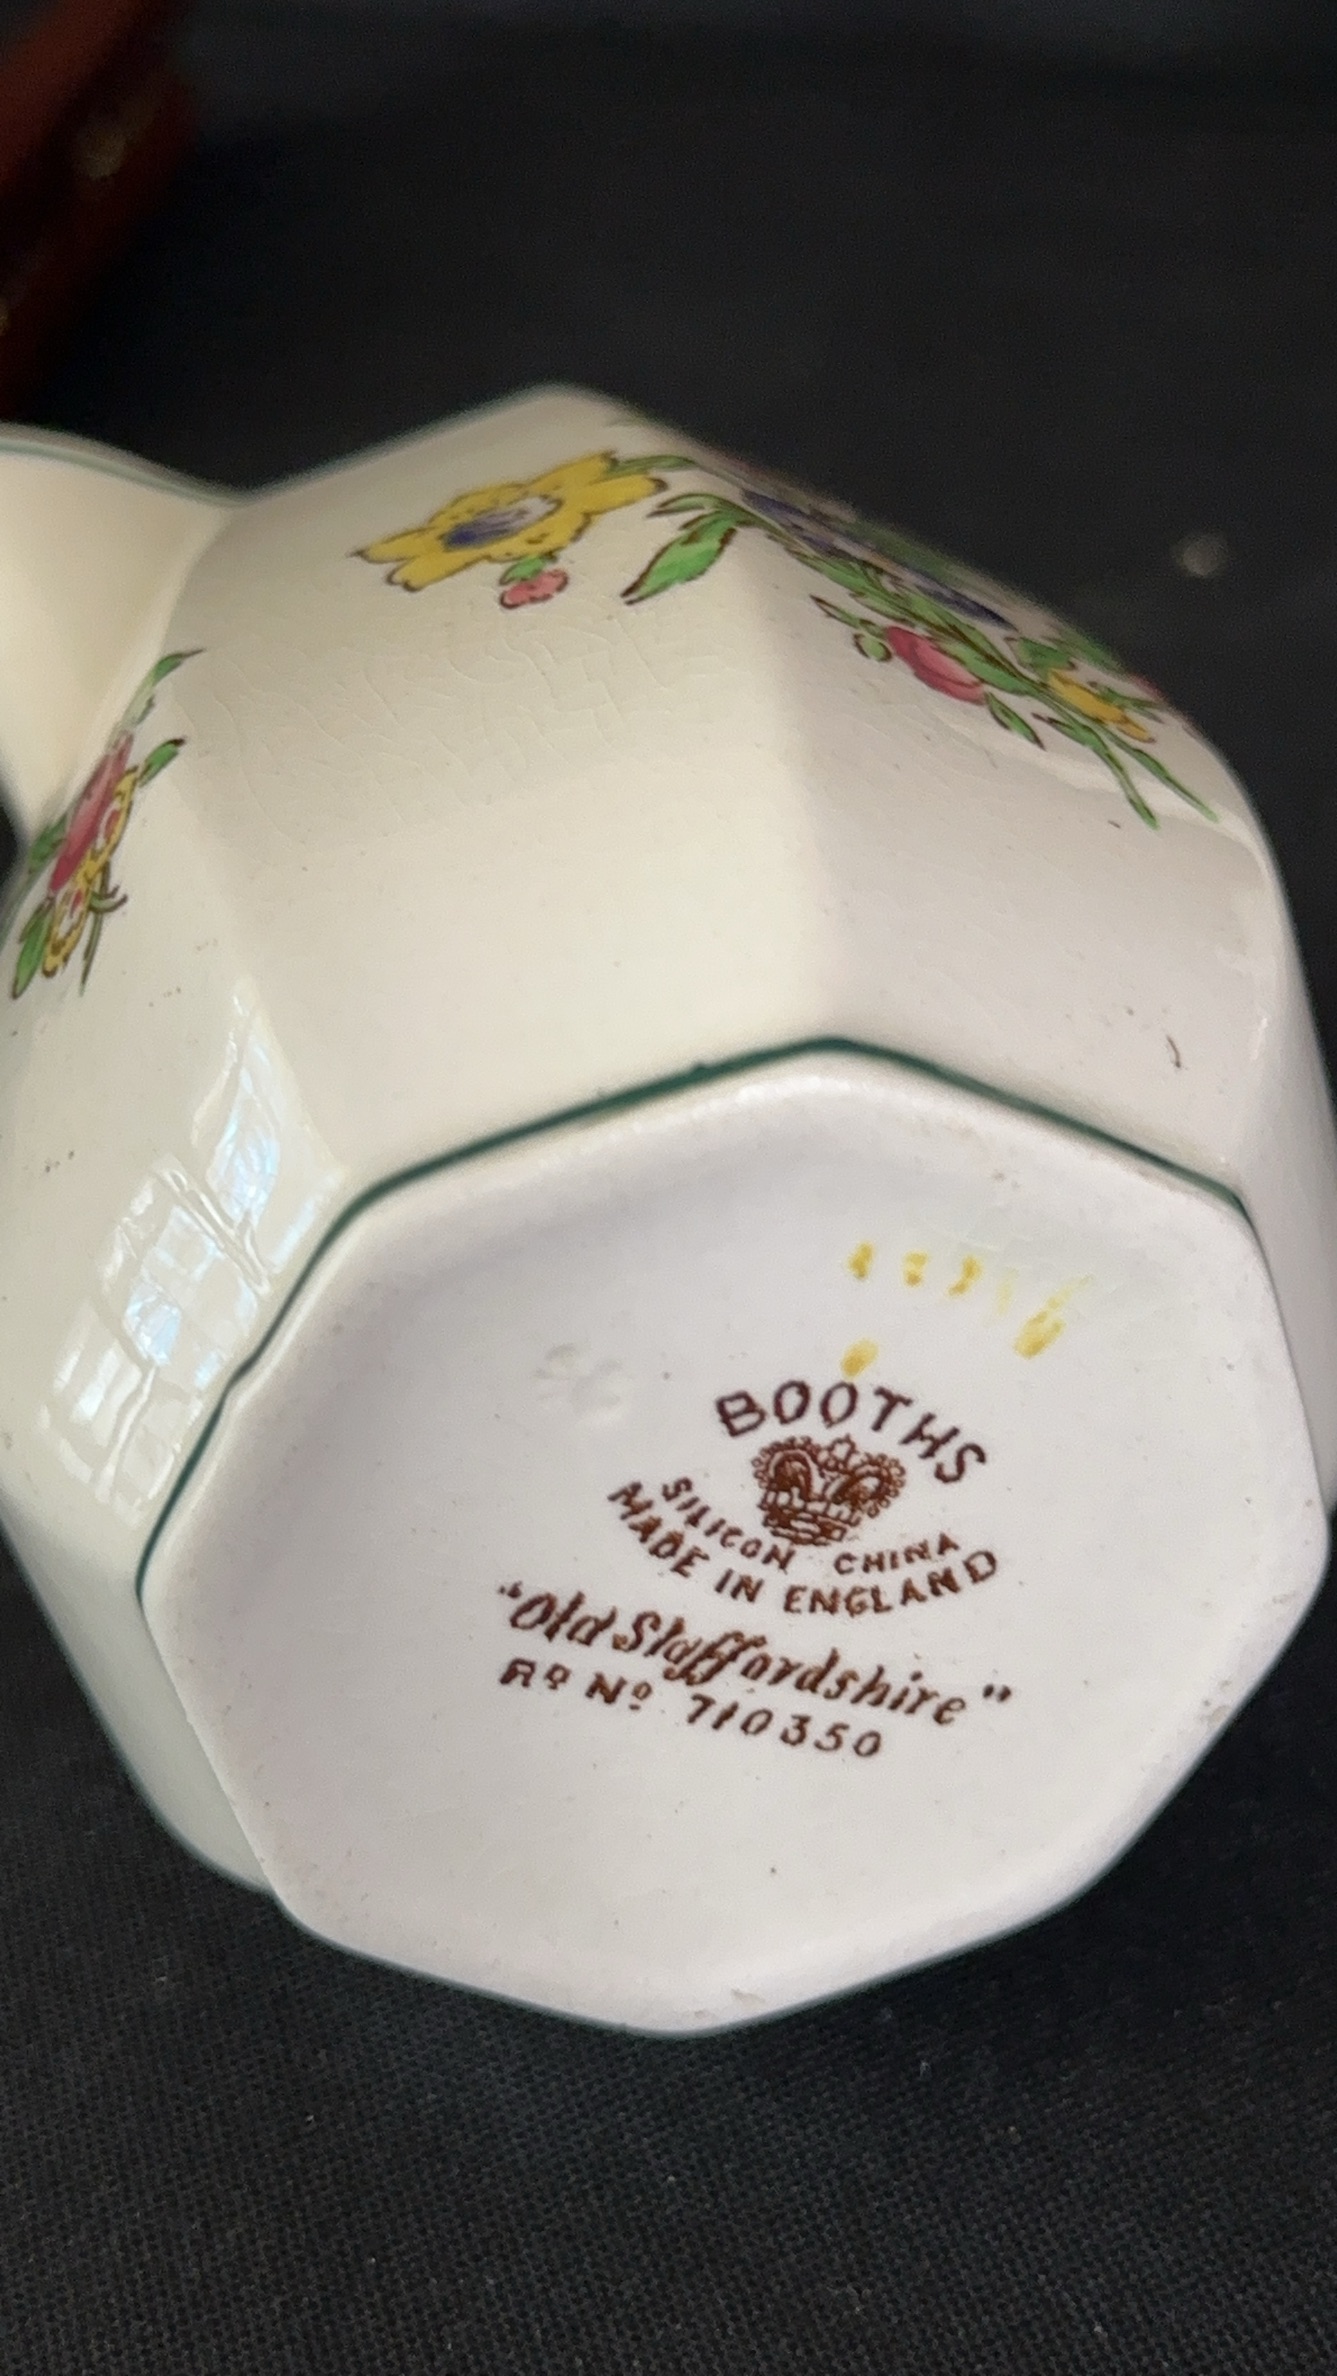 BOOTHS
SILICON CHINA
MADE IN ENGLAND
"Old Staffordshire"
Rᵈ Nº 710350